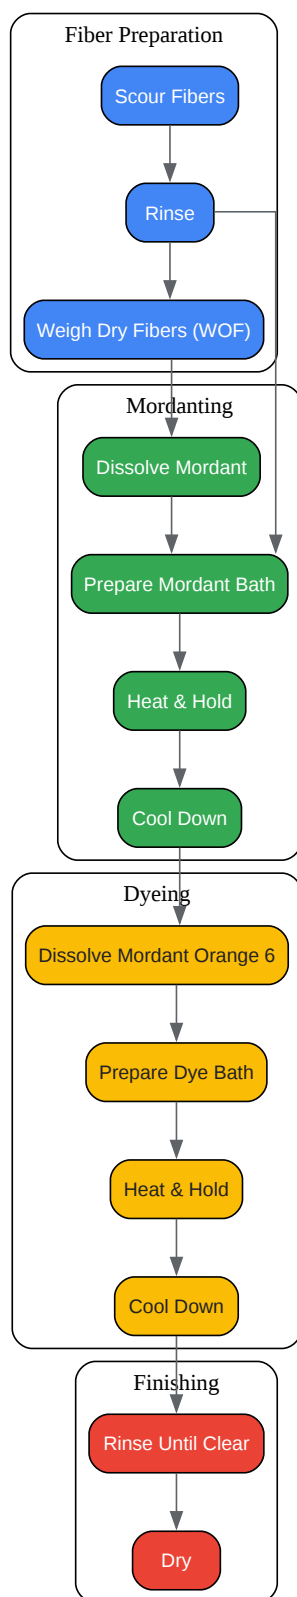 Fiber Preparation
Scour Fibers
Rinse
Weigh Dry Fibers (WOF)
Mordanting
Dissolve Mordant
Prepare Mordant Bath
Heat & Hold
Cool Down
Dyeing
Dissolve Mordant Orange 6
Prepare Dye Bath
Heat & Hold
Cool Down
Finishing
Rinse Until Clear
Dry